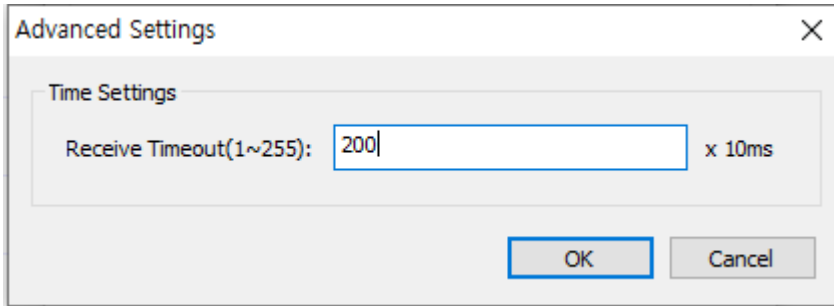 Advanced Settings
Time Settings
Receive Timeout(1~255): 200 x 10ms
OK Cancel